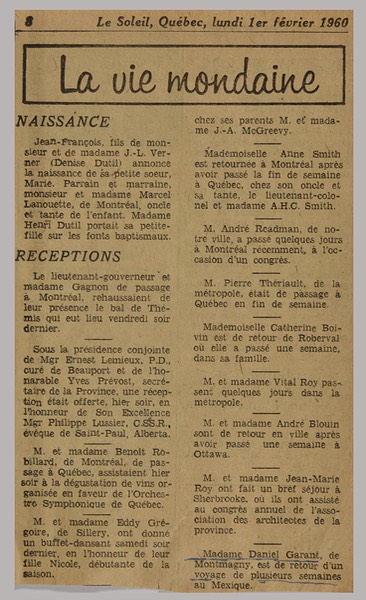 8 Le Soleil, Québec, lundi 1er février 1960
La vie mondaine
NAISSANCE
Jean-François, fils de mon-
sieur et de madame J.-L. Ver-
ner (Denise Dutil) annonce
la naissance de sa petite soeur,
Marie. Parrain et marraine,
monsieur et madame Marcel
Lanouette, de Montréal, oncle
et tante de l'enfant. Madame
Henri Dutil portait sa petite-
fille sur les fonts baptismaux.
RECEPTIONS
Le lieutenant-gouverneur et
madame Gagnon de passage
à Montréal, rehaussaient de
leur présence le bal de Thé-
mis qui eut lieu vendredi soir
dernier.
Sous la présidence conjointe
de Mgr Ernest Lemieux, P.D.,
curé de Beauport et de l'ho-
norable Yves Prévost, secré-
taire de la Province, une récep-
tion était offerte, hier soir, en
l'honneur de Son Excellence
Mgr Philippe Lussier, C.SS.R.,
évêque de Saint-Paul, Alberta.
M. et madame Benoit Ro-
billard, de Montréal, de pas-
sage à Québec, assistaient hier
soir à la dégustation de vins or-
ganisée en faveur de l'Orches-
tre Symphonique de Québec.
M. et madame Eddy Gré-
goire, de Sillery, ont donné
un buffet-dansant samedi soir
dernier, en l'honneur de leur
fille Nicole, débutante de la
saison.
chez ses parents M. et mada-
me J.-A. McGreevy.
Mademoiselle Anne Smith
est retournée à Montréal après
avoir passé la fin de semaine
à Québec, chez son oncle et
sa tante, le lieutenant-colo-
nel et madame A.H.C. Smith.
M. André Readman, de no-
tre ville, a passé quelques jours
à Montréal récemment, à l'oc-
casion d'un congrès.
M. Pierre Thériault, de la
métropole, était de passage à
Québec en fin de semaine.
Mademoiselle Catherine Boi-
vin est de retour de Roberval
où elle a passé une semaine,
dans sa famille.
M. et madame Vital Roy pas-
sent quelques jours dans la
métropole.
M. et madame André Blouin
sont de retour en ville après
avoir passé une semaine à
Ottawa.
M. et madame Jean-Marie
Roy ont fait un bref séjour à
Sherbrooke, où ils ont assisté
au congrès annuel de l'asso-
ciation des architectes de la
province.
Madame Daniel Garant, de
Montmagny, est de retour d'un
voyage de plusieurs semaines
au Mexique.